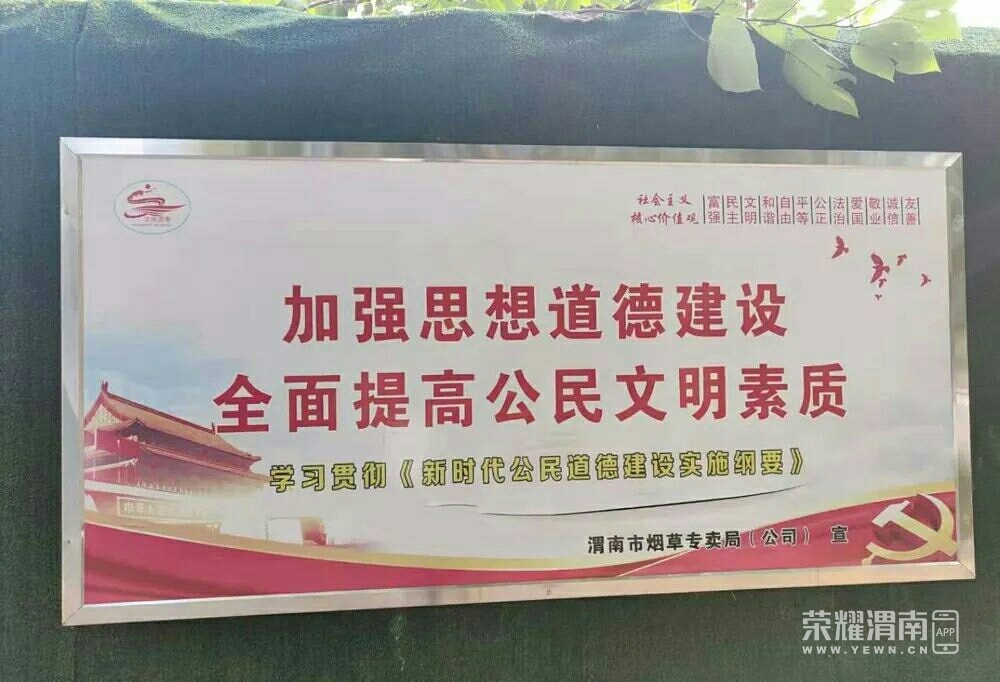 社会主义 富民文和自平公法爱敬诚友
核心价值观 强主明谐由等正治国业信善
加强思想道德建设
全面提高公民文明素质
学习贯彻《新时代公民道德建设实施纲要》
渭南市烟草专卖局(公司) 宣
荣耀渭南 APP
WWW.YEWN.CN